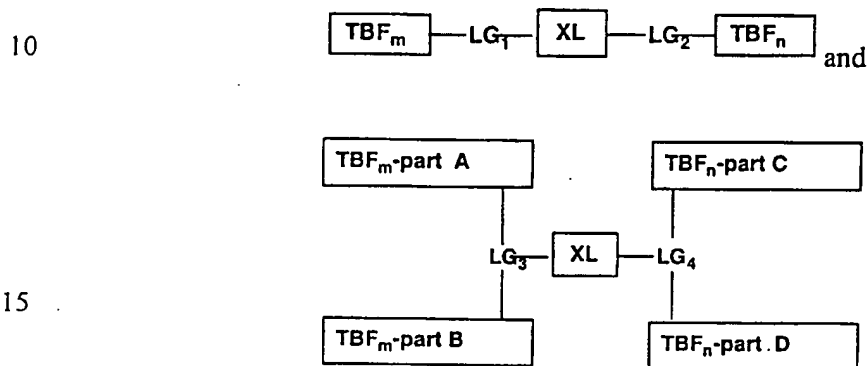 10 TBFm LG1 XL LG2 TBFn and
TBFm-part A TBFn-part C
LG3 XL LG4
15
TBFm-part B TBFn-part . D